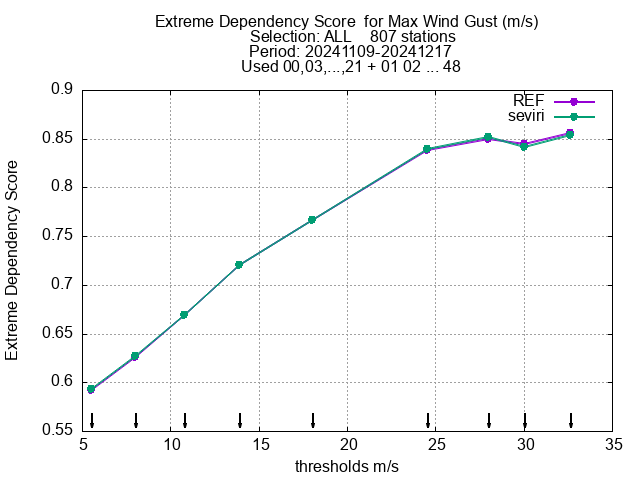 Extreme Dependency Score  for Max Wind Gust (m/s)
Selection: ALL    807 stations
Period: 20241109-20241217
Used 00,03,...,21 + 01 02 ... 48
REF
seviri
0.9
0.85
0.8
0.75
0.7
0.65
0.6
0.55
Extreme Dependency Score
5 10 15 20 25 30 35
thresholds m/s